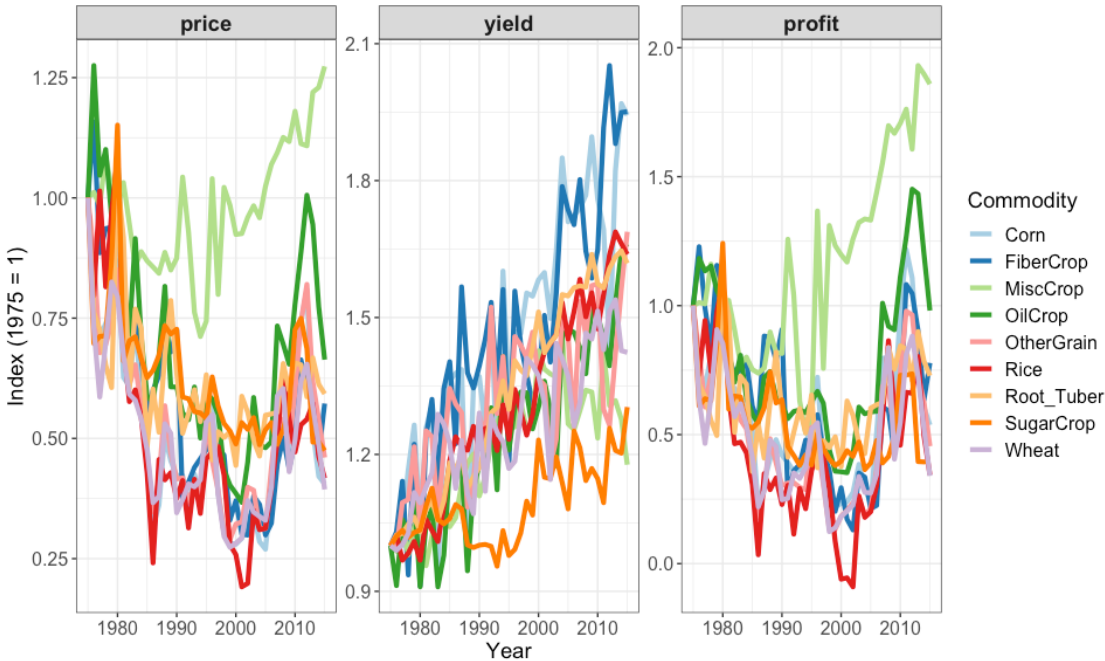 price
yield
profit
Index (1975 = 1)
1.25
1.00
0.75
0.50
0.25
2.1
1.8
1.5
1.2
0.9
2.0
1.5
1.0
0.5
0.0
1980 1990 2000 2010
1980 1990 2000 2010
1980 1990 2000 2010
Year
Commodity
Corn
FiberCrop
MiscCrop
OilCrop
OtherGrain
Rice
Root_Tuber
SugarCrop
Wheat